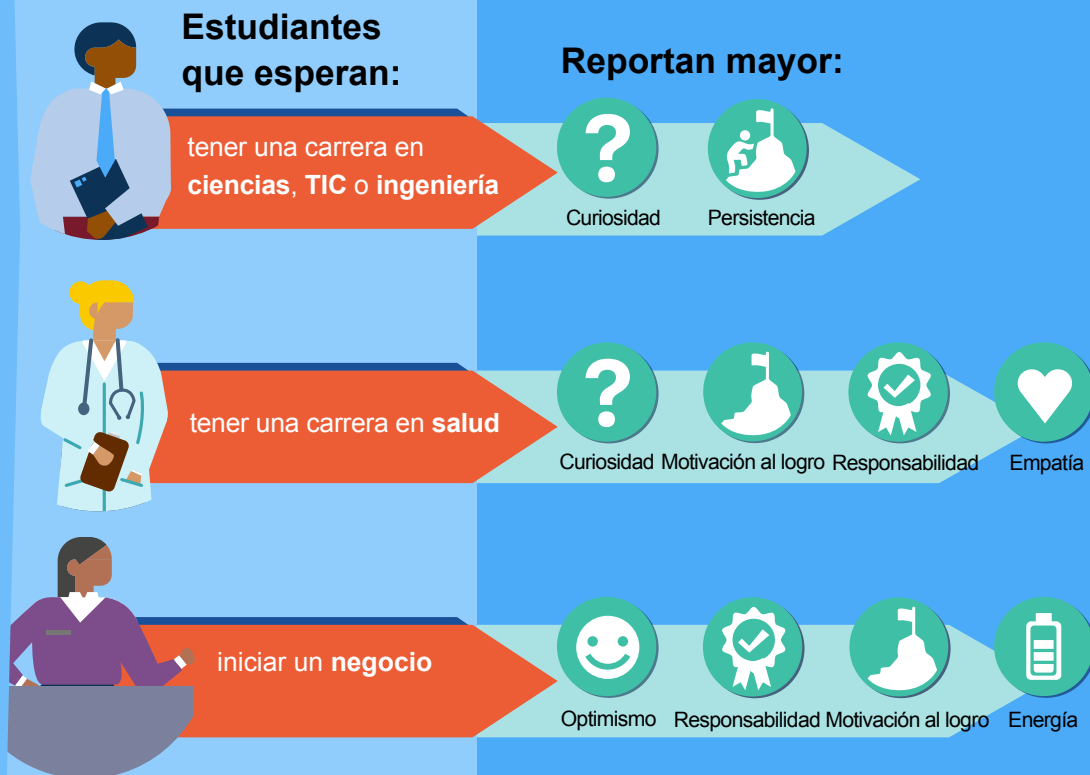 Estudiantes
que esperan:
Reportan mayor:
tener una carrera en
ciencias, TIC o ingeniería
Curiosidad
Persistencia
tener una carrera en salud
Curiosidad
Motivación al logro
Responsabilidad
Empatía
iniciar un negocio
Optimismo
Responsabilidad
Motivación al logro
Energía